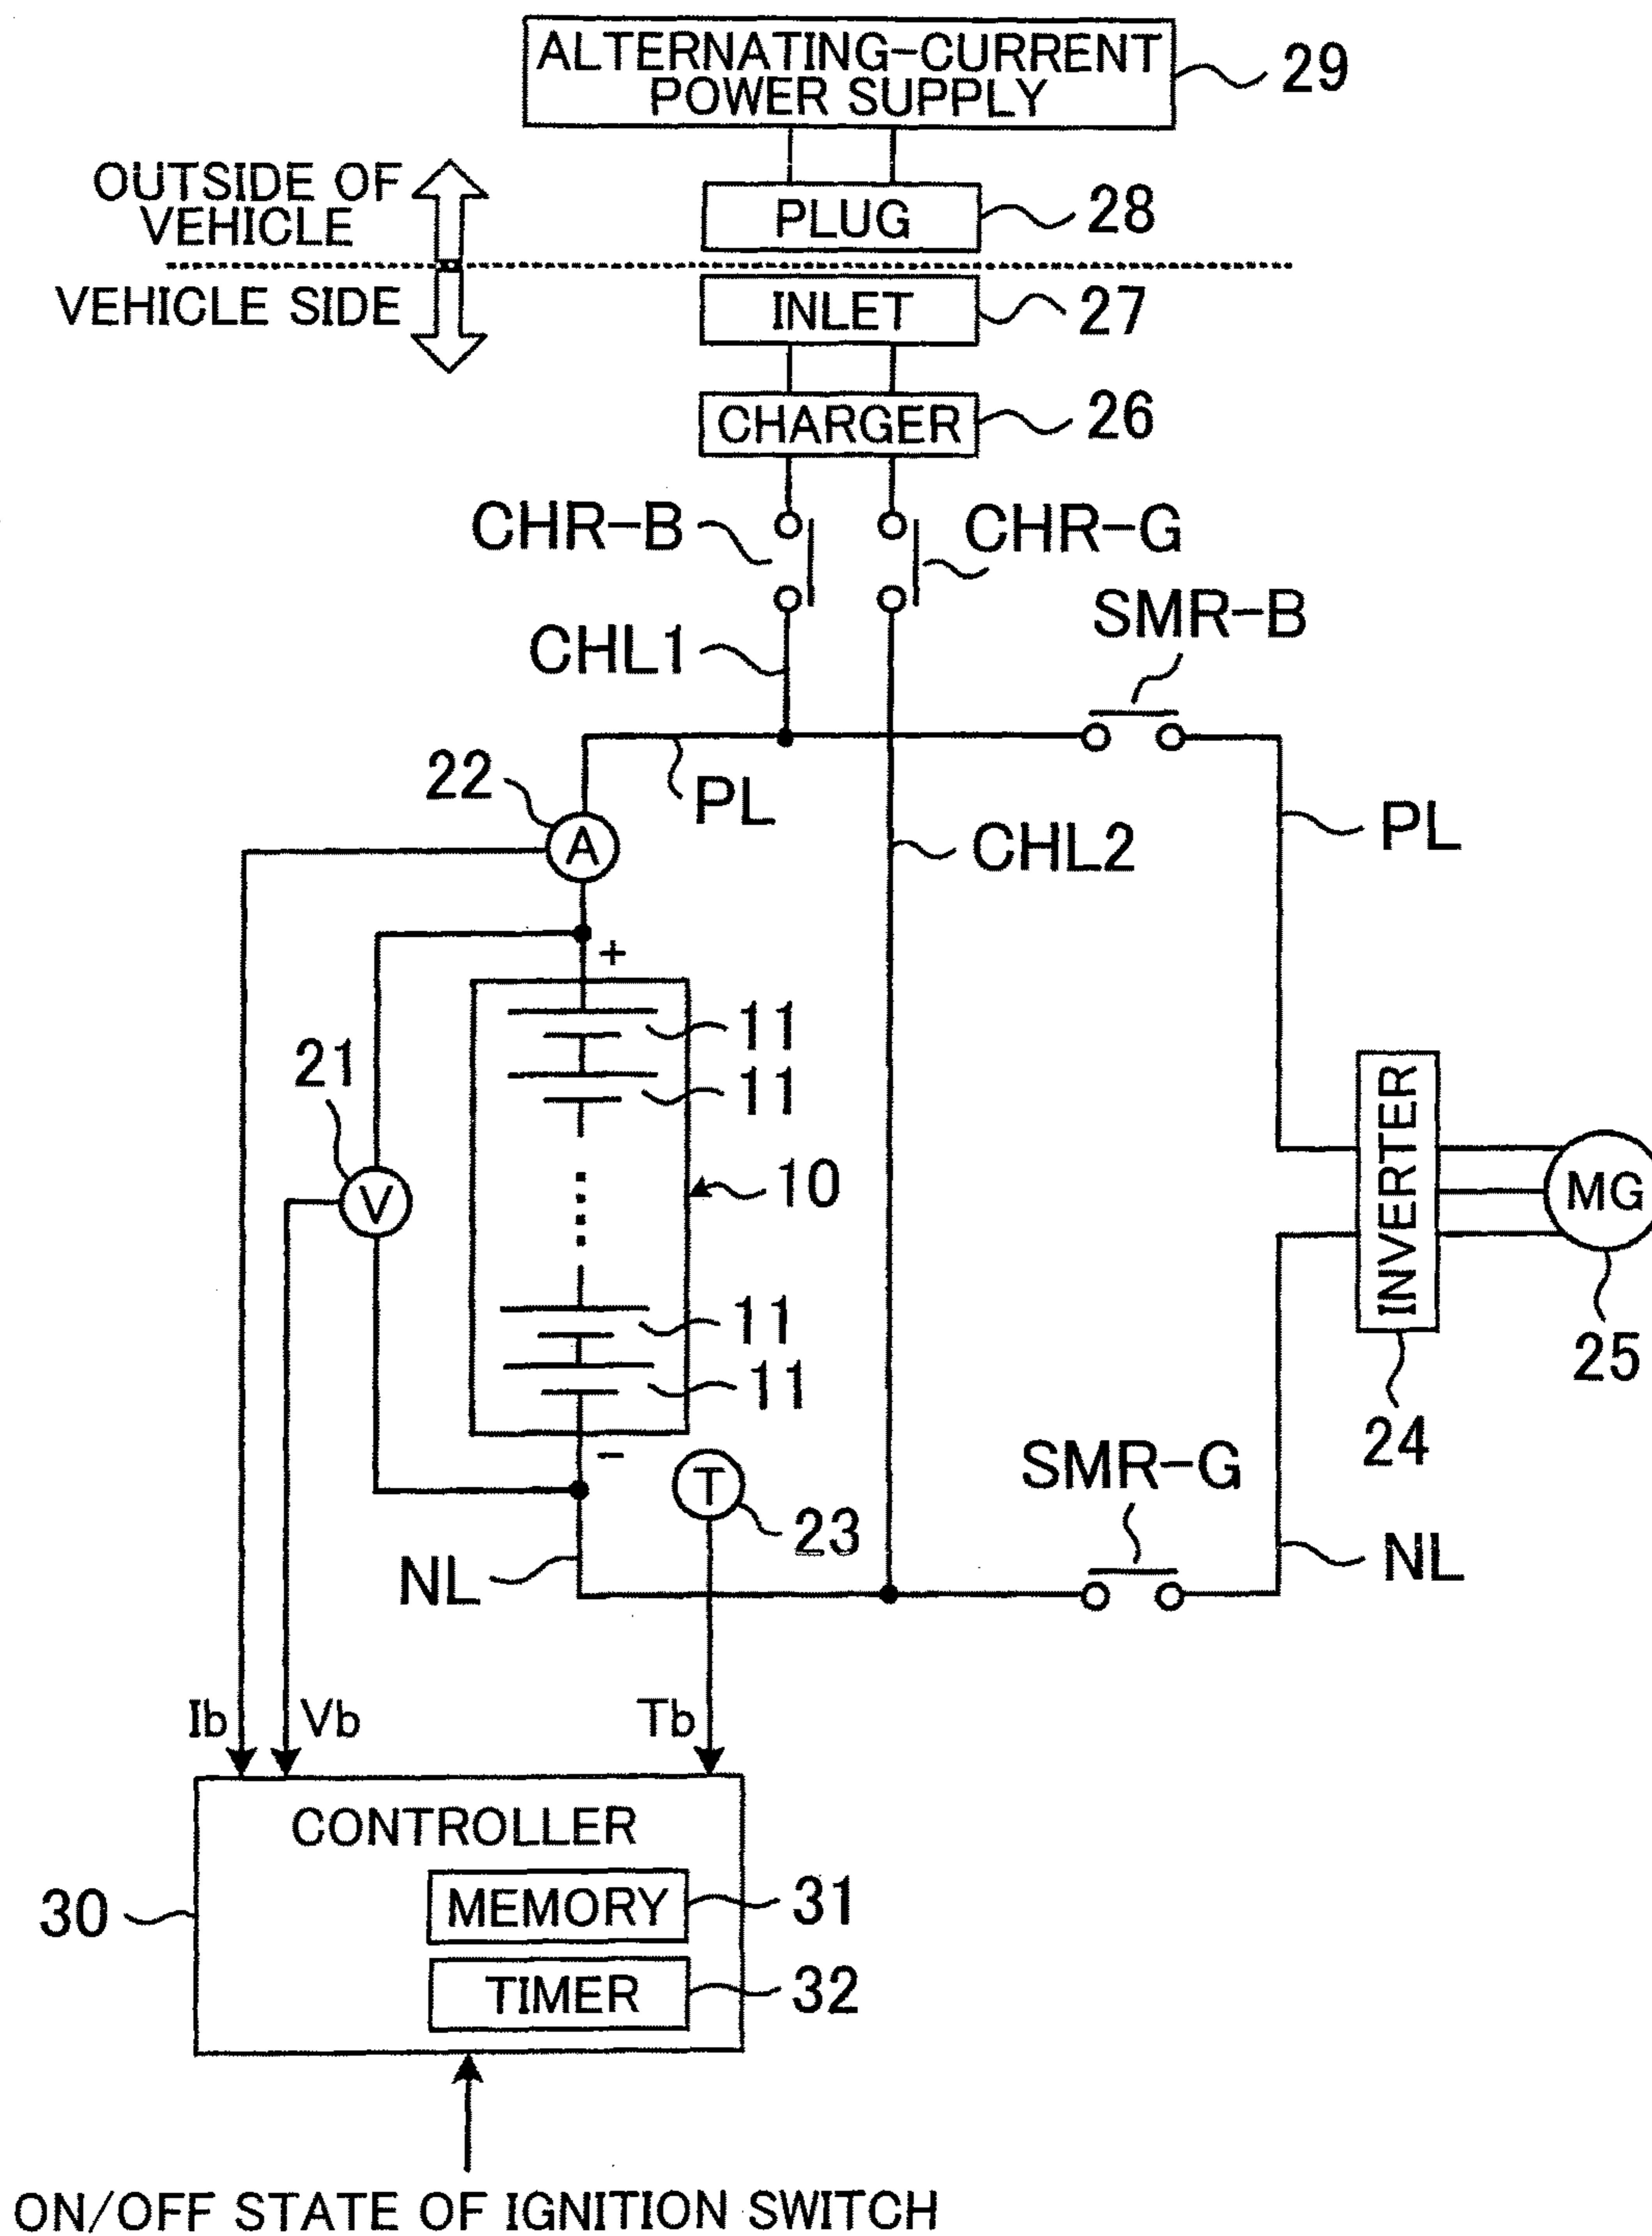 ALTERNATING-CURRENT
POWER SUPPLY
29
OUTSIDE OF
VEHICLE
PLUG
28
VEHICLE SIDE
INLET
27
CHARGER
26
CHR-B
CHR-G
SMR-B
CHL1
22
PL
A
CHL2
PL
+
11
21
11
V
10
INVERTER
MG
11
25
11
24
−
T
SMR-G
23
NL
NL
Ib
Vb
Tb
CONTROLLER
30
MEMORY
31
TIMER
32
ON/OFF STATE OF IGNITION SWITCH